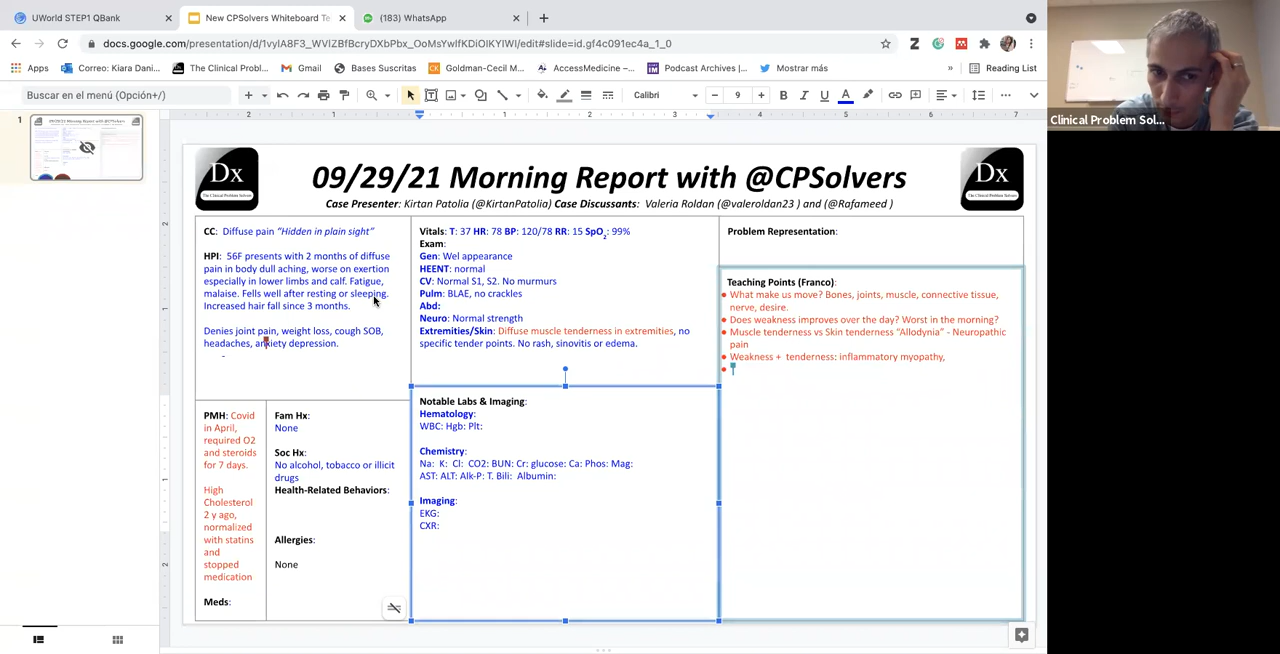 UWorld STEP1 QBank
New CPSolvers Whiteboard Te
(183) WhatsApp
docs.google.com/presentation/d/1vyIA8F3_WVIZBfBcryDXbPbx_OoMsYwIfKDiOIKYIWI/edit#slide=id.gf4c091ec4a_1_0
Apps
Correo: Kiara Dani...
The Clinical Probl...
Gmail
Bases Suscritas
Goldman-Cecil M...
AccessMedicine –...
Podcast Archives |...
Mostrar más
»
Reading List
Buscar en el menú (Opción+/)
Calibri
9
Clinical Problem Sol...
1
Dx
The Clinical Problem Solvers
09/29/21 Morning Report with @CPSolvers
Case Presenter: Kirtan Patolia (@KirtanPatolia) Case Discussants: Valeria Roldan (@valeroldan23 ) and (@Rafameed )
Dx
The Clinical Problem Solvers
CC: Diffuse pain “Hidden in plain sight”
HPI: 56F presents with 2 months of diffuse
pain in body dull aching, worse on exertion
especially in lower limbs and calf. Fatigue,
malaise. Fells well after resting or sleeping.
Increased hair fall since 3 months.
Denies joint pain, weight loss, cough SOB,
headaches, anxiety depression.
-
Vitals: T: 37 HR: 78 BP: 120/78 RR: 15 SpO2: 99%
Exam:
Gen: Wel appearance
HEENT: normal
CV: Normal S1, S2. No murmurs
Pulm: BLAE, no crackles
Abd:
Neuro: Normal strength
Extremities/Skin: Diffuse muscle tenderness in extremities, no
specific tender points. No rash, sinovitis or edema.
Problem Representation:
Teaching Points (Franco):
What make us move? Bones, joints, muscle, connective tissue,
nerve, desire.
Does weakness improves over the day? Worst in the morning?
Muscle tenderness vs Skin tenderness “Allodynia” - Neuropathic
pain
Weakness + tenderness: inflammatory myopathy,
PMH: Covid
in April,
required O2
and steroids
for 7 days.
High
Cholesterol
2 y ago,
normalized
with statins
and
stopped
medication
Meds:
Fam Hx:
None
Soc Hx:
No alcohol, tobacco or illicit
drugs
Health-Related Behaviors:
Allergies:
None
Notable Labs & Imaging:
Hematology:
WBC: Hgb: Plt:
Chemistry:
Na: K: Cl: CO2: BUN: Cr: glucose: Ca: Phos: Mag:
AST: ALT: Alk-P: T. Bili: Albumin:
Imaging:
EKG:
CXR: